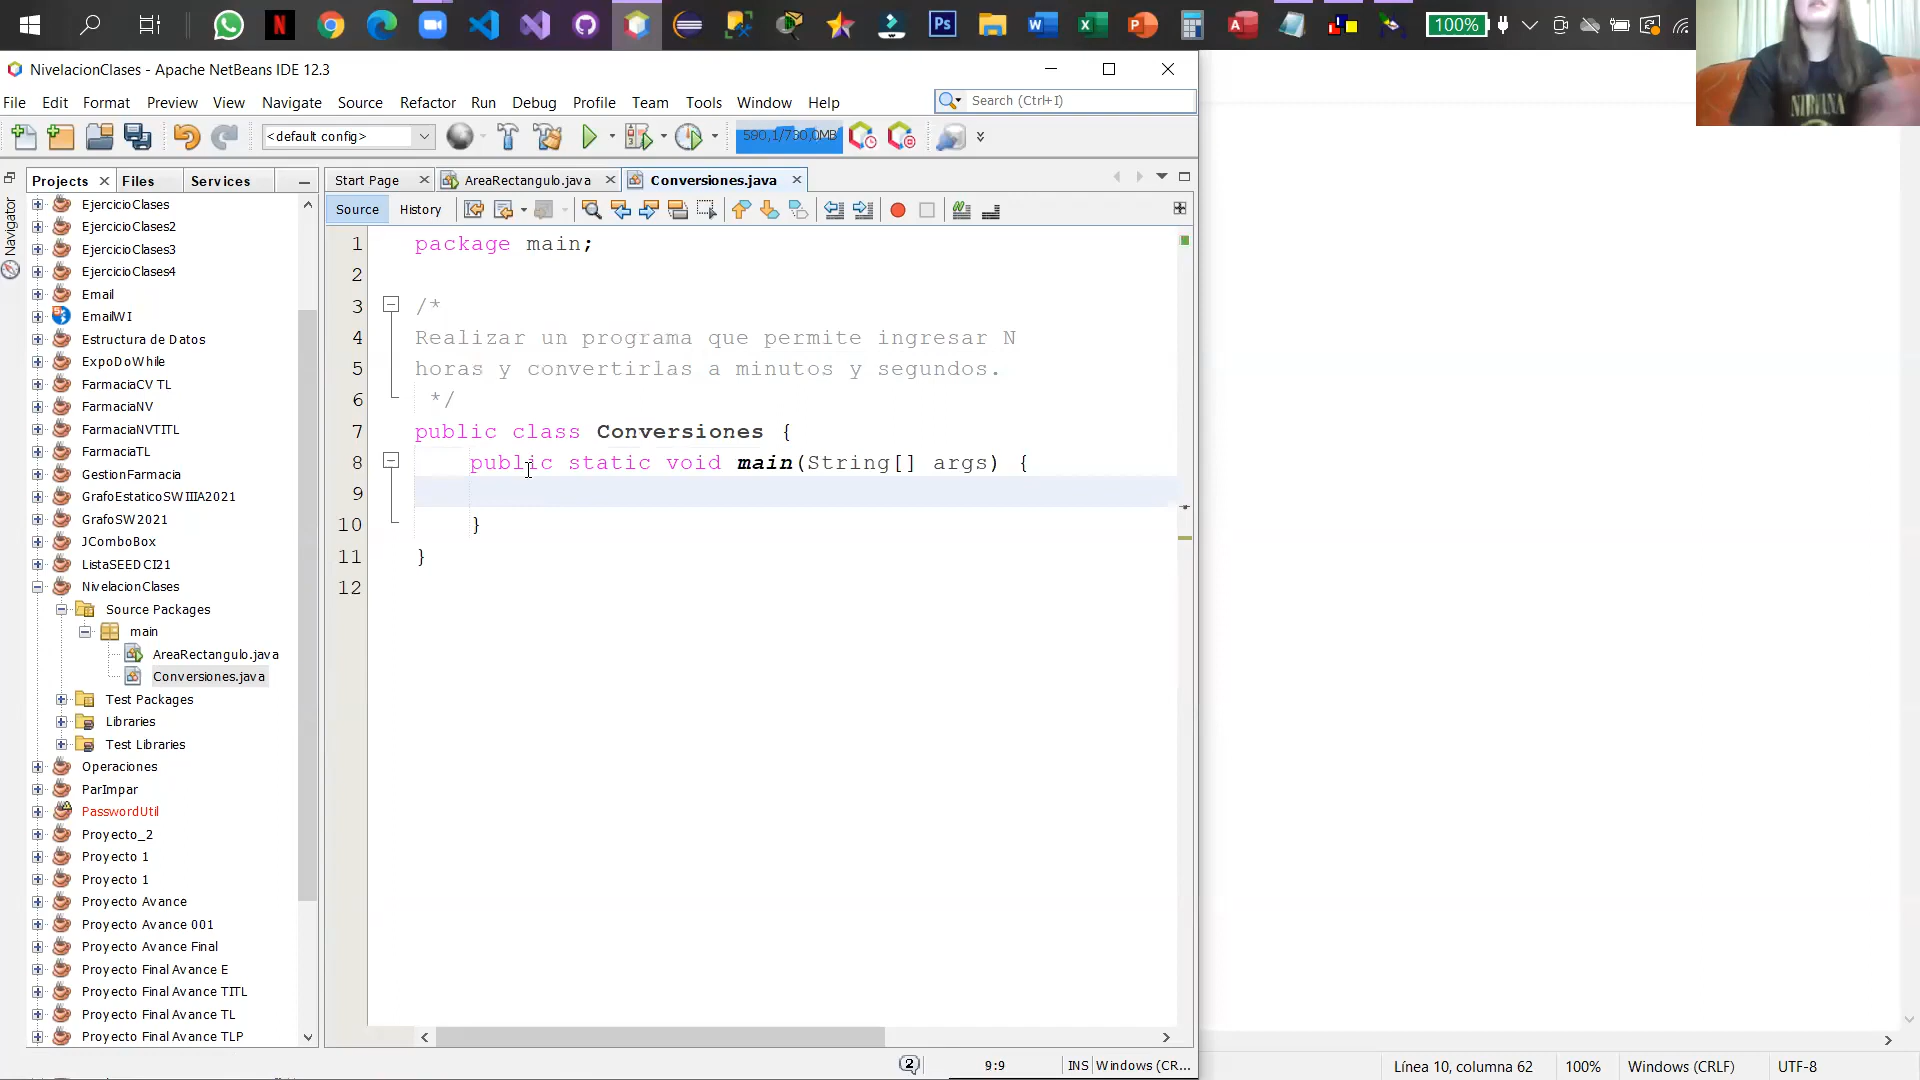 100%
NIRVANA
NivelacionClases - Apache NetBeans IDE 12.3
File Edit Format Preview View Navigate Source Refactor Run Debug Profile Team Tools Window Help
Search (Ctrl+I)
<default config>
590,1/730,0MB
Projects Files Services
Start Page AreaRectangulo.java Conversiones.java
Source History
Navigator
EjercicioClases
EjercicioClases2
EjercicioClases3
EjercicioClases4
Email
EmailWI
Estructura de Datos
ExpoDoWhile
FarmaciaCV TL
FarmaciaNV
FarmaciaNVTITL
FarmaciaTL
GestionFarmacia
GrafoEstaticoSWIIIA2021
GrafoSW2021
JComboBox
ListaSEEDCI21
NivelacionClases
Source Packages
main
AreaRectangulo.java
Conversiones.java
Test Packages
Libraries
Test Libraries
Operaciones
ParImpar
PasswordUtil
Proyecto_2
Proyecto 1
Proyecto 1
Proyecto Avance
Proyecto Avance 001
Proyecto Avance Final
Proyecto Final Avance E
Proyecto Final Avance TITL
Proyecto Final Avance TL
Proyecto Final Avance TLP
1 package main;
2
3 /*
4 Realizar un programa que permite ingresar N
5 horas y convertirlas a minutos y segundos.
6 */
7 public class Conversiones {
8 public static void main(String[] args) {
9
10 }
11 }
12
2 9:9 INS Windows (CR...
Línea 10, columna 62 100% Windows (CRLF) UTF-8